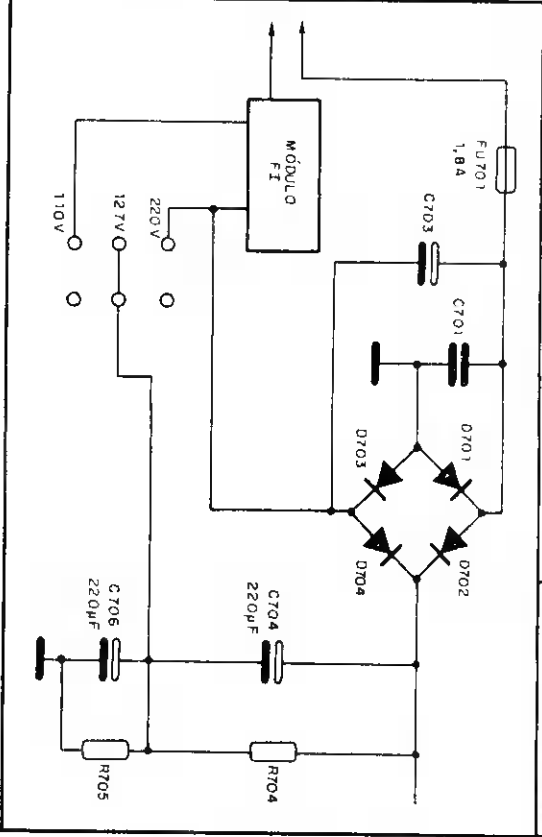 FU701
1,8A
C703
C701
D701
D703
D702
D704
MÓDULO
FI
220V
127V
110V
C704
220µF
C706
220µF
R704
R705